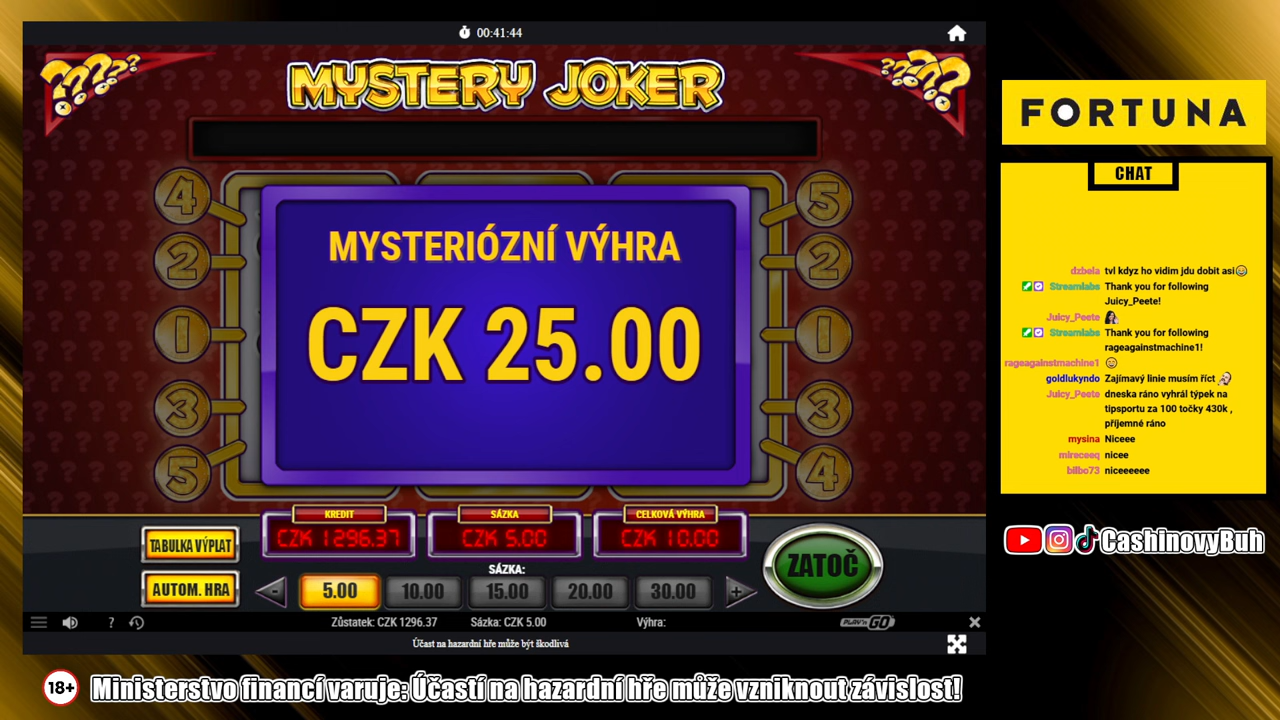 00:41:44
MYSTERY JOKER
4
5
2
2
1
1
3
3
5
4
MYSTERIÓZNÍ VÝHRA
CZK 25.00
KREDIT
SÁZKA
CELKOVÁ VÝHRA
CZK 1296.37
CZK 5.00
CZK 10.00
TABULKA VÝPLAT
AUTOM. HRA
SÁZKA:
-
5.00
10.00
15.00
20.00
30.00
+
ZATOČ
?
Zůstatek: CZK 1296.37
Sázka: CZK 5.00
Výhra:
PLAY'n GO
Účast na hazardní hře může být škodlivá
18+
Ministerstvo financí varuje: Účastí na hazardní hře může vzniknout závislost!
FORTUNA
CHAT
dzbela tvl kdyz ho vidim jdu dobit asi
Streamlabs Thank you for following
Juicy_Peete!
Juicy_Peete
Streamlabs Thank you for following
rageagainstmachine1!
rageagainstmachine1
goldlukyndo Zajímavý linie musím říct
Juicy_Peete dneska ráno vyhrál týpek na
tipsportu za 100 točky 430k ,
příjemné ráno
mysina Niceee
mireceeq nicee
bilbo73 niceeeeee
CashinovyBuh